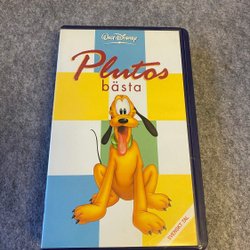 Walt Disney
Plutos
bästa
SVENSKT TAL